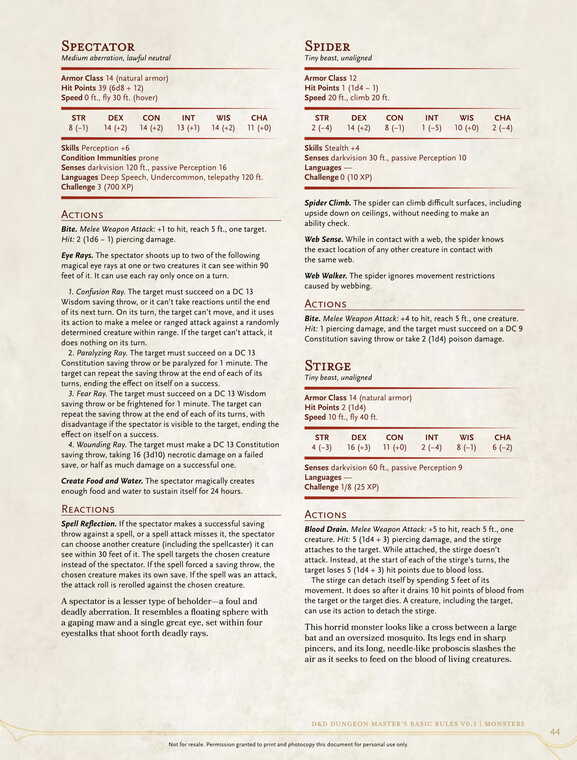 SPECTATOR
Medium aberration, lawful neutral
Armor Class 14 (natural armor)
Hit Points 39 (6d8 + 12)
Speed 0 ft., fly 30 ft. (hover)
STR DEX CON INT WIS CHA
8 (−1) 14 (+2) 14 (+2) 13 (+1) 14 (+2) 11 (+0)
Skills Perception +6
Condition Immunities prone
Senses darkvision 120 ft., passive Perception 16
Languages Deep Speech, Undercommon, telepathy 120 ft.
Challenge 3 (700 XP)
ACTIONS
Bite. Melee Weapon Attack: +1 to hit, reach 5 ft., one target.
Hit: 2 (1d6 − 1) piercing damage.
Eye Rays. The spectator shoots up to two of the following
magical eye rays at one or two creatures it can see within 90
feet of it. It can use each ray only once on a turn.
1. Confusion Ray. The target must succeed on a DC 13
Wisdom saving throw, or it can't take reactions until the end
of its next turn. On its turn, the target can't move, and it uses
its action to make a melee or ranged attack against a randomly
determined creature within range. If the target can't attack, it
does nothing on its turn.
2. Paralyzing Ray. The target must succeed on a DC 13
Constitution saving throw or be paralyzed for 1 minute. The
target can repeat the saving throw at the end of each of its
turns, ending the effect on itself on a success.
3. Fear Ray. The target must succeed on a DC 13 Wisdom
saving throw or be frightened for 1 minute. The target can
repeat the saving throw at the end of each of its turns, with
disadvantage if the spectator is visible to the target, ending the
effect on itself on a success.
4. Wounding Ray. The target must make a DC 13 Constitution
saving throw, taking 16 (3d10) necrotic damage on a failed
save, or half as much damage on a successful one.
Create Food and Water. The spectator magically creates
enough food and water to sustain itself for 24 hours.
REACTIONS
Spell Reflection. If the spectator makes a successful saving
throw against a spell, or a spell attack misses it, the spectator
can choose another creature (including the spellcaster) it can
see within 30 feet of it. The spell targets the chosen creature
instead of the spectator. If the spell forced a saving throw, the
chosen creature makes its own save. If the spell was an attack,
the attack roll is rerolled against the chosen creature.
A spectator is a lesser type of beholder—a foul and
deadly aberration. It resembles a floating sphere with
a gaping maw and a single great eye, set within four
eyestalks that shoot forth deadly rays.
SPIDER
Tiny beast, unaligned
Armor Class 12
Hit Points 1 (1d4 − 1)
Speed 20 ft., climb 20 ft.
STR DEX CON INT WIS CHA
2 (−4) 14 (+2) 8 (−1) 1 (−5) 10 (+0) 2 (−4)
Skills Stealth +4
Senses darkvision 30 ft., passive Perception 10
Languages —
Challenge 0 (10 XP)
Spider Climb. The spider can climb difficult surfaces, including
upside down on ceilings, without needing to make an
ability check.
Web Sense. While in contact with a web, the spider knows
the exact location of any other creature in contact with
the same web.
Web Walker. The spider ignores movement restrictions
caused by webbing.
ACTIONS
Bite. Melee Weapon Attack: +4 to hit, reach 5 ft., one creature.
Hit: 1 piercing damage, and the target must succeed on a DC 9
Constitution saving throw or take 2 (1d4) poison damage.
STIRGE
Tiny beast, unaligned
Armor Class 14 (natural armor)
Hit Points 2 (1d4)
Speed 10 ft., fly 40 ft.
STR DEX CON INT WIS CHA
4 (−3) 16 (+3) 11 (+0) 2 (−4) 8 (−1) 6 (−2)
Senses darkvision 60 ft., passive Perception 9
Languages —
Challenge 1/8 (25 XP)
ACTIONS
Blood Drain. Melee Weapon Attack: +5 to hit, reach 5 ft., one
creature. Hit: 5 (1d4 + 3) piercing damage, and the stirge
attaches to the target. While attached, the stirge doesn't
attack. Instead, at the start of each of the stirge's turns, the
target loses 5 (1d4 + 3) hit points due to blood loss.
The stirge can detach itself by spending 5 feet of its
movement. It does so after it drains 10 hit points of blood from
the target or the target dies. A creature, including the target,
can use its action to detach the stirge.
This horrid monster looks like a cross between a large
bat and an oversized mosquito. Its legs end in sharp
pincers, and its long, needle-like proboscis slashes the
air as it seeks to feed on the blood of living creatures.
D&D DUNGEON MASTER'S BASIC RULES V0.3 | MONSTERS
44
Not for resale. Permission granted to print and photocopy this document for personal use only.